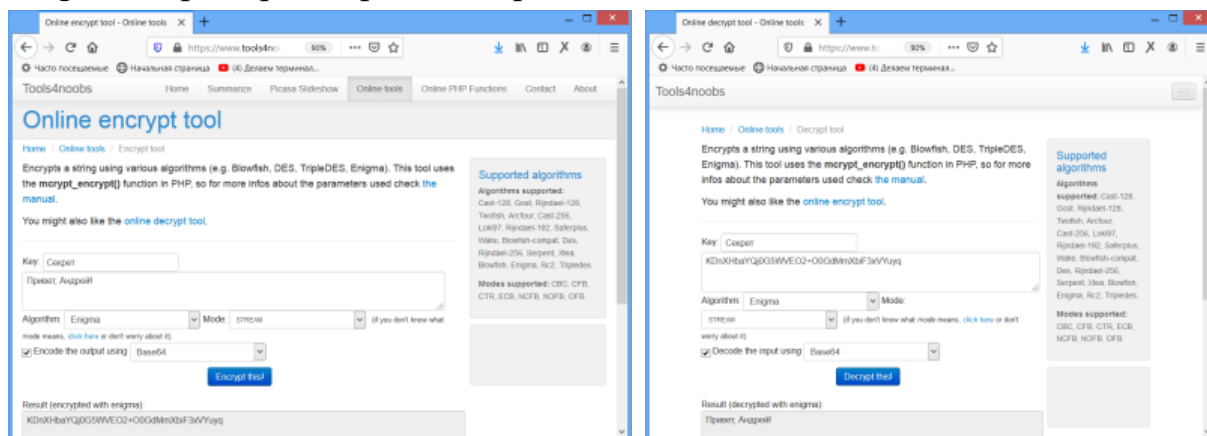 Online encrypt tool - Online tools
https://www.tools4no
90%
Часто посещаемые Начальная страница (4) Делаем терминал...
Tools4noobs
Home Summarize Picasa Slideshow Online tools Online PHP Functions Contact About
Online encrypt tool
Home / Online tools / Encrypt tool
Encrypts a string using various algorithms (e.g. Blowfish, DES, TripleDES, Enigma). This tool uses
the mcrypt_encrypt() function in PHP, so for more infos about the parameters used check the
manual.
You might also like the online decrypt tool.
Key: Секрет
Привет, Андрей!
Algorithm: Enigma Mode: STREAM (if you don't know what
mode means, click here or don't worry about it)
Encode the output using Base64
Encrypt this!
Result (encrypted with enigma):
Supported algorithms
Algorithms supported:
Cast-128, Gost, Rijndael-128,
Twofish, Arcfour, Cast-256,
Loki97, Rijndael-192, Saferplus,
Wake, Blowfish-compat, Des,
Rijndael-256, Serpent, Xtea,
Blowfish, Enigma, Rc2, Tripledes.
Modes supported: CBC, CFB,
CTR, ECB, NCFB, NOFB, OFB.
Online decrypt tool - Online tools
https://www.to
90%
Часто посещаемые Начальная страница (4) Делаем терминал...
Tools4noobs
Home / Online tools / Decrypt tool
Encrypts a string using various algorithms (e.g. Blowfish, DES, TripleDES,
Enigma). This tool uses the mcrypt_encrypt() function in PHP, so for more
infos about the parameters used check the manual.
You might also like the online encrypt tool.
Key: Секрет
Algorithm: Enigma Mode:
STREAM (if you don't know what mode means, click here or don't
worry about it)
Decode the input using Base64
Decrypt this!
Result (decrypted with enigma):
Привет, Андрей!
Supported
algorithms
Algorithms
supported: Cast-128,
Gost, Rijndael-128,
Twofish, Arcfour,
Cast-256, Loki97,
Rijndael-192, Saferplus,
Wake, Blowfish-compat,
Des, Rijndael-256,
Serpent, Xtea, Blowfish,
Enigma, Rc2, Tripledes.
Modes supported:
CBC, CFB, CTR, ECB,
NCFB, NOFB, OFB.